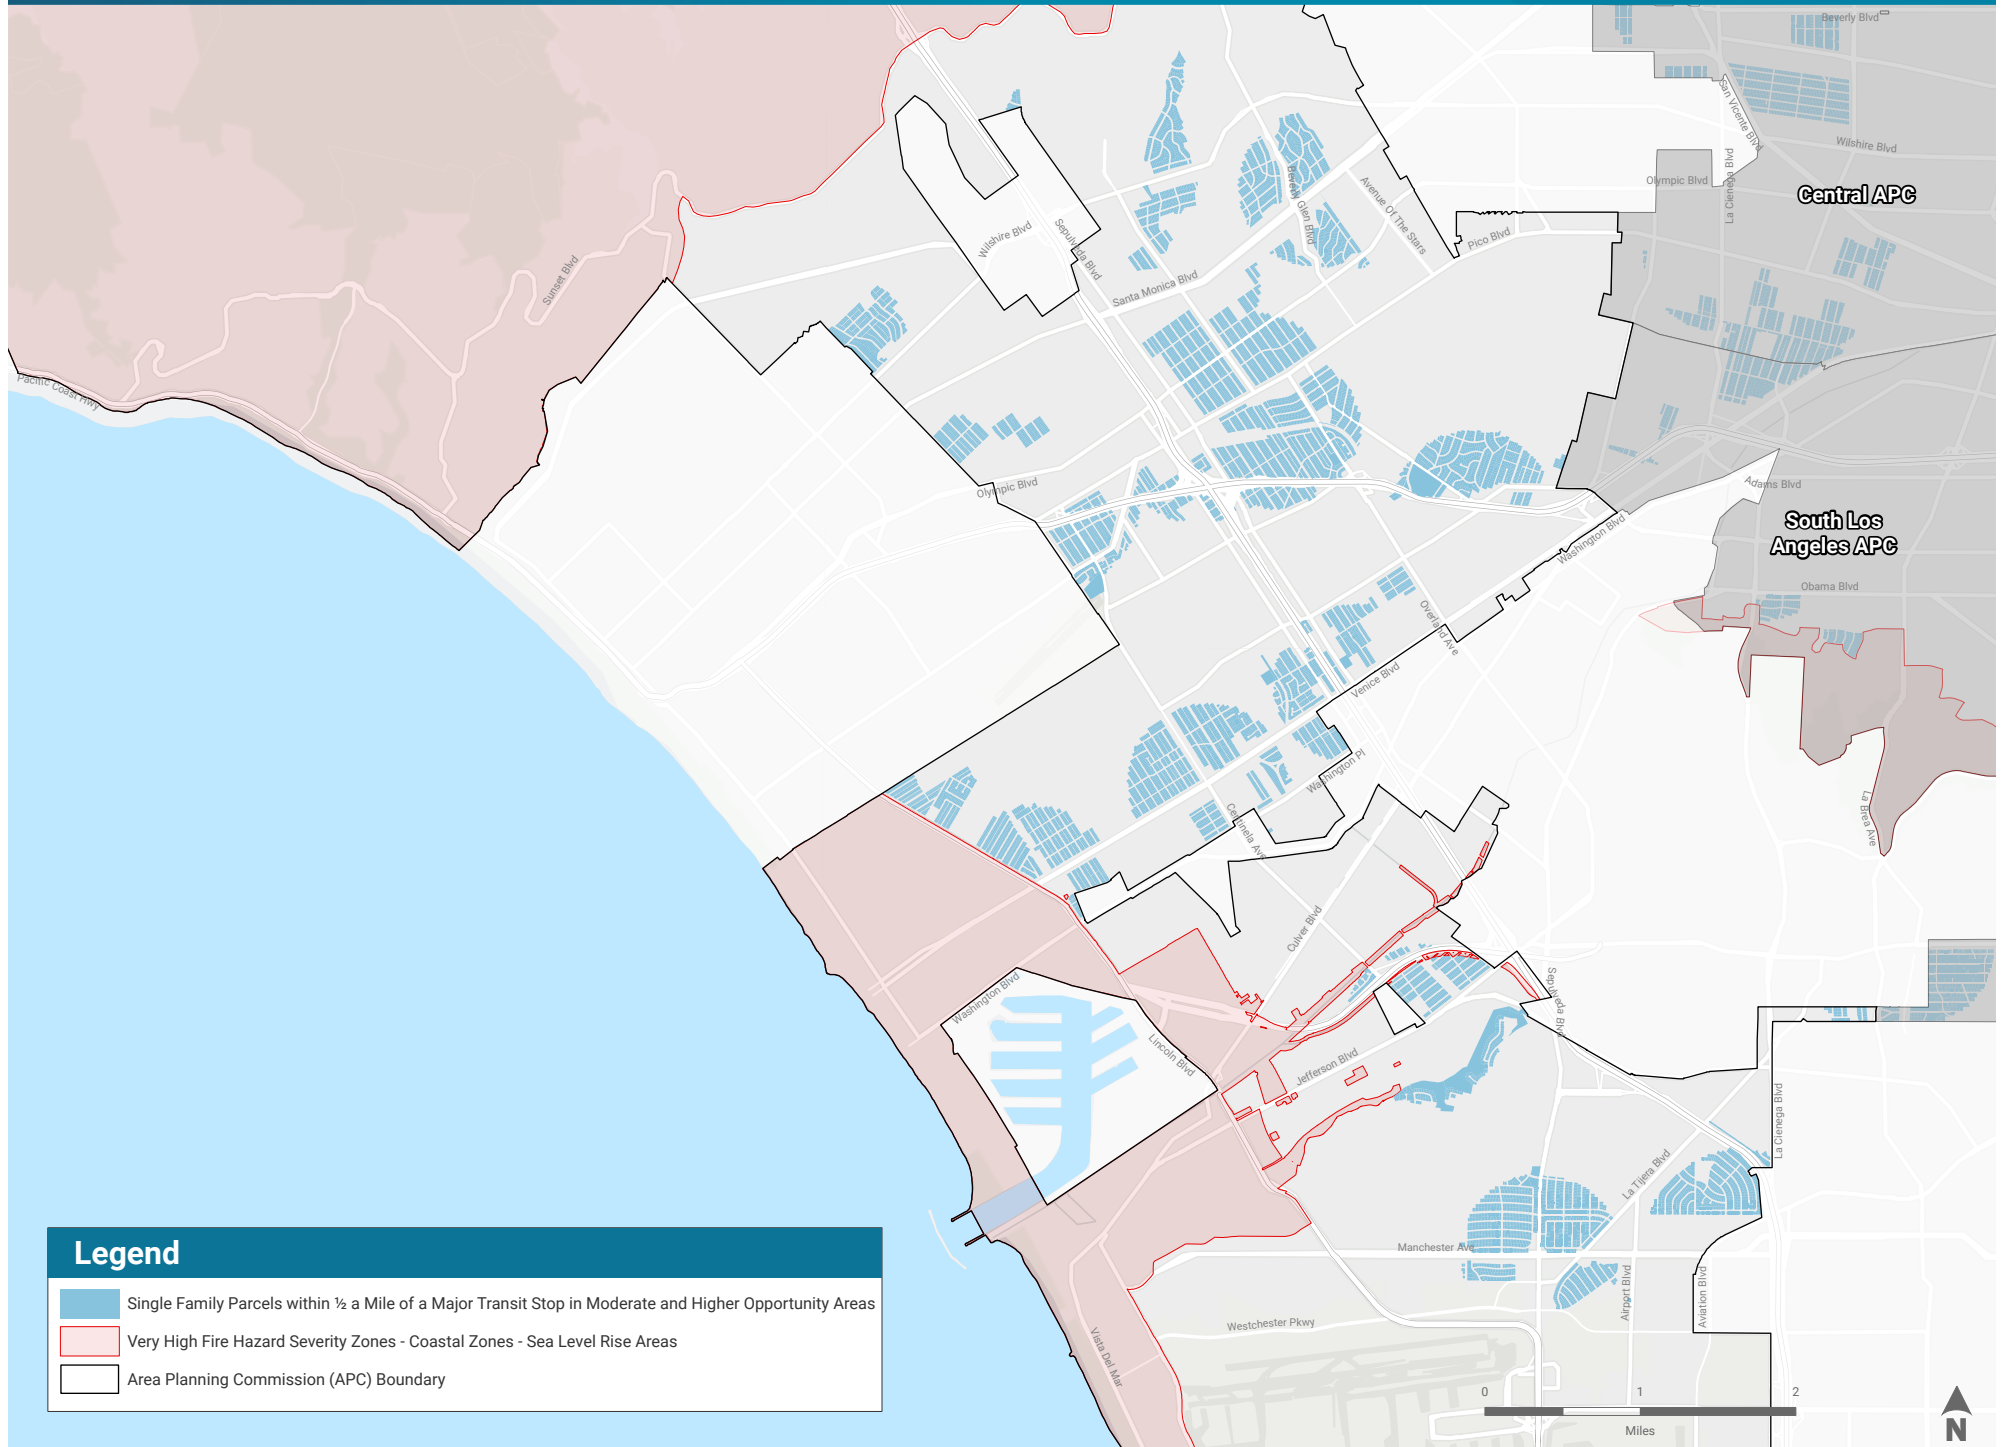 Beverly Blvd
San Vicente Blvd
Wilshire Blvd
Olympic Blvd
La Cienega Blvd
Central APC
Beverly Glen Blvd
Avenue Of The Stars
Pico Blvd
Wilshire Blvd
Sepulveda Blvd
Santa Monica Blvd
Sunset Blvd
Pacific Coast Hwy
Olympic Blvd
Adams Blvd
South Los
Angeles APC
Washington Blvd
Obama Blvd
Overland Ave
Venice Blvd
Washington Pl
Centinela Ave
La Brea Ave
Culver Blvd
Washington Blvd
Sepulveda Blvd
Lincoln Blvd
Jefferson Blvd
La Cienega Blvd
La Tijera Blvd
Manchester Ave
Airport Blvd
Aviation Blvd
Westchester Pkwy
Vista Del Mar
Legend
Single Family Parcels within ½ a Mile of a Major Transit Stop in Moderate and Higher Opportunity Areas
Very High Fire Hazard Severity Zones - Coastal Zones - Sea Level Rise Areas
Area Planning Commission (APC) Boundary
0 1 2
Miles
N